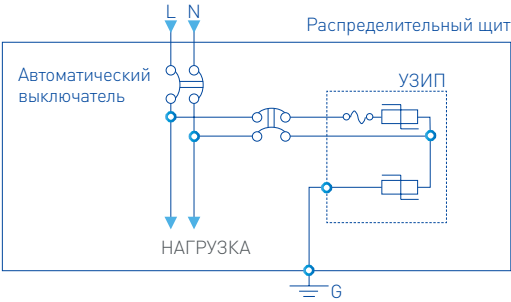 L N
Распределительный щит
Автоматический
выключатель
УЗИП
НАГРУЗКА
G